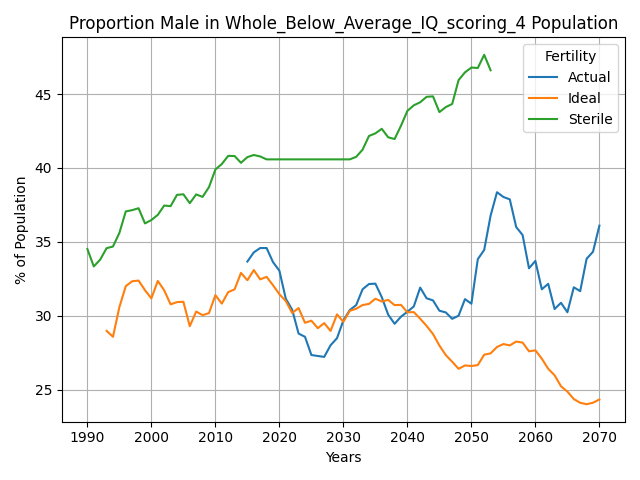 Proportion Male in Whole_Below_Average_IQ_scoring_4 Population
Fertility
Actual
Ideal
Sterile
% of Population
45
40
35
30
25
1990
2000
2010
2020
2030
2040
2050
2060
2070
Years